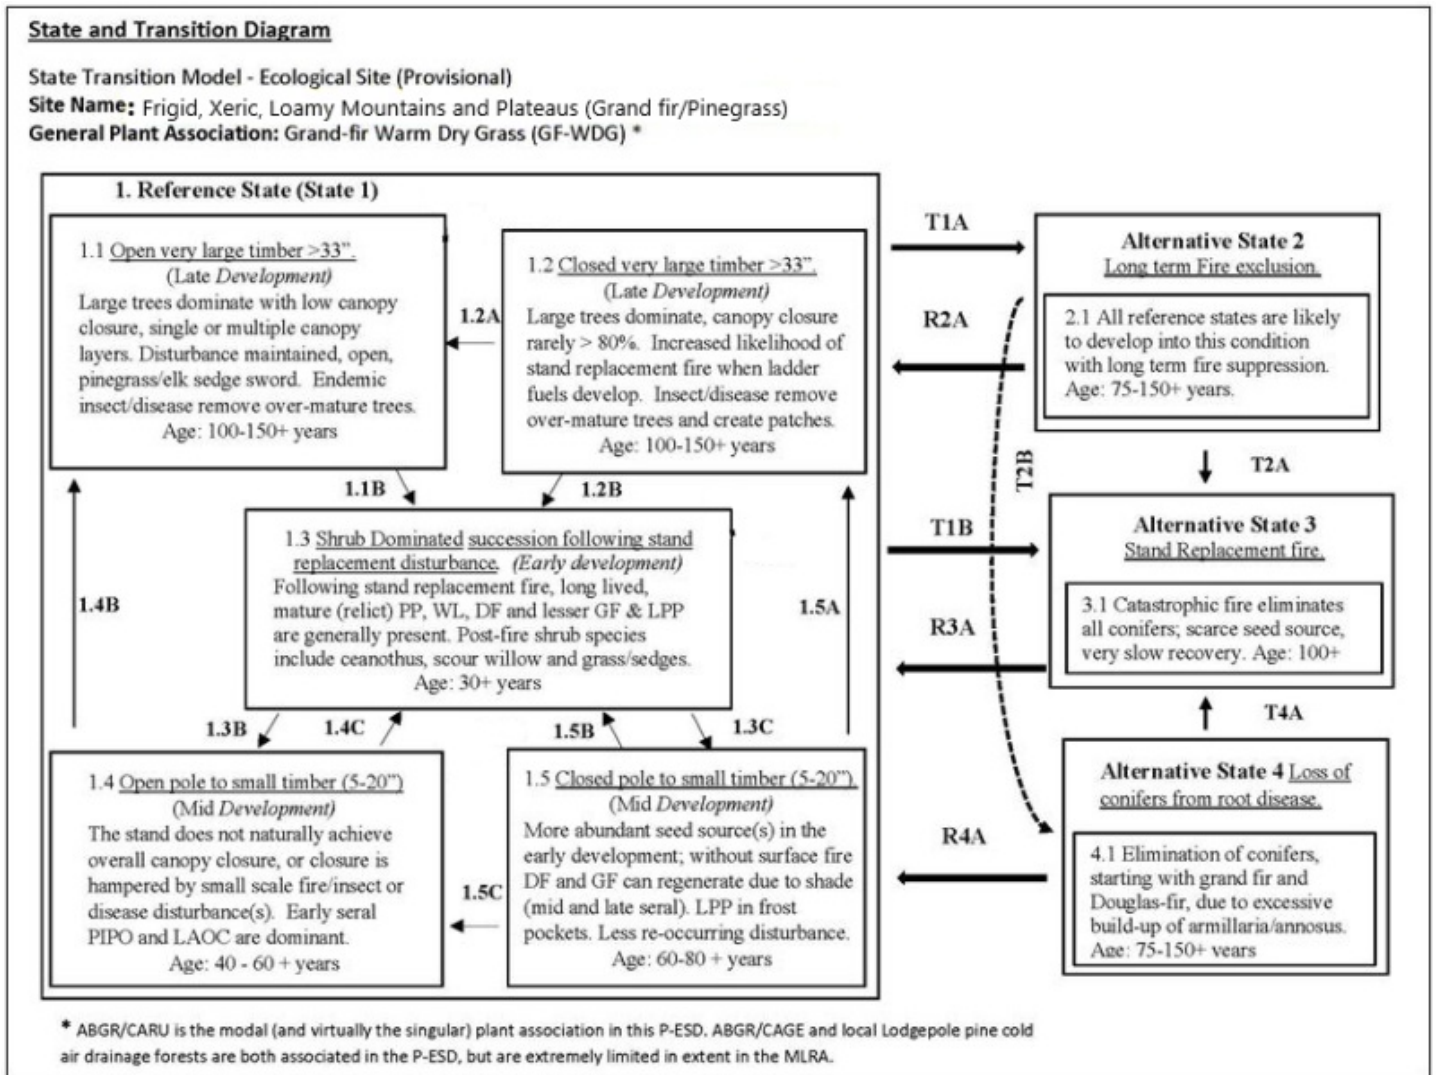 State and Transition Diagram
State Transition Model - Ecological Site (Provisional)
Site Name: Frigid, Xeric, Loamy Mountains and Plateaus (Grand fir/Pinegrass)
General Plant Association: Grand-fir Warm Dry Grass (GF-WDG) *
1. Reference State (State 1)
1.1 Open very large timber >33”.
(Late Development)
Large trees dominate with low canopy
closure, single or multiple canopy
layers. Disturbance maintained, open,
pinegrass/elk sedge sword. Endemic
insect/disease remove over-mature trees.
Age: 100-150+ years
1.2A
1.2 Closed very large timber >33”.
(Late Development)
Large trees dominate, canopy closure
rarely > 80%. Increased likelihood of
stand replacement fire when ladder
fuels develop. Insect/disease remove
over-mature trees and create patches.
Age: 100-150+ years
1.1B
1.2B
1.3 Shrub Dominated succession following stand
replacement disturbance. (Early development)
Following stand replacement fire, long lived,
mature (relict) PP, WL, DF and lesser GF & LPP
are generally present. Post-fire shrub species
include ceanothus, scour willow and grass/sedges.
Age: 30+ years
1.4B
1.5A
1.3B
1.4C
1.5B
1.3C
1.4 Open pole to small timber (5-20”)
(Mid Development)
The stand does not naturally achieve
overall canopy closure, or closure is
hampered by small scale fire/insect or
disease disturbance(s). Early seral
PIPO and LAOC are dominant.
Age: 40 - 60 + years
1.5C
1.5 Closed pole to small timber (5-20”).
(Mid Development)
More abundant seed source(s) in the
early development; without surface fire
DF and GF can regenerate due to shade
(mid and late seral). LPP in frost
pockets. Less re-occurring disturbance.
Age: 60-80 + years
T1A
R2A
T2B
T1B
R3A
R4A
Alternative State 2
Long term Fire exclusion.
2.1 All reference states are likely
to develop into this condition
with long term fire suppression.
Age: 75-150+ years.
T2A
Alternative State 3
Stand Replacement fire.
3.1 Catastrophic fire eliminates
all conifers; scarce seed source,
very slow recovery. Age: 100+
T4A
Alternative State 4 Loss of
conifers from root disease.
4.1 Elimination of conifers,
starting with grand fir and
Douglas-fir, due to excessive
build-up of armillaria/annosus.
Age: 75-150+ years
* ABGR/CARU is the modal (and virtually the singular) plant association in this P-ESD. ABGR/CAGE and local Lodgepole pine cold
air drainage forests are both associated in the P-ESD, but are extremely limited in extent in the MLRA.